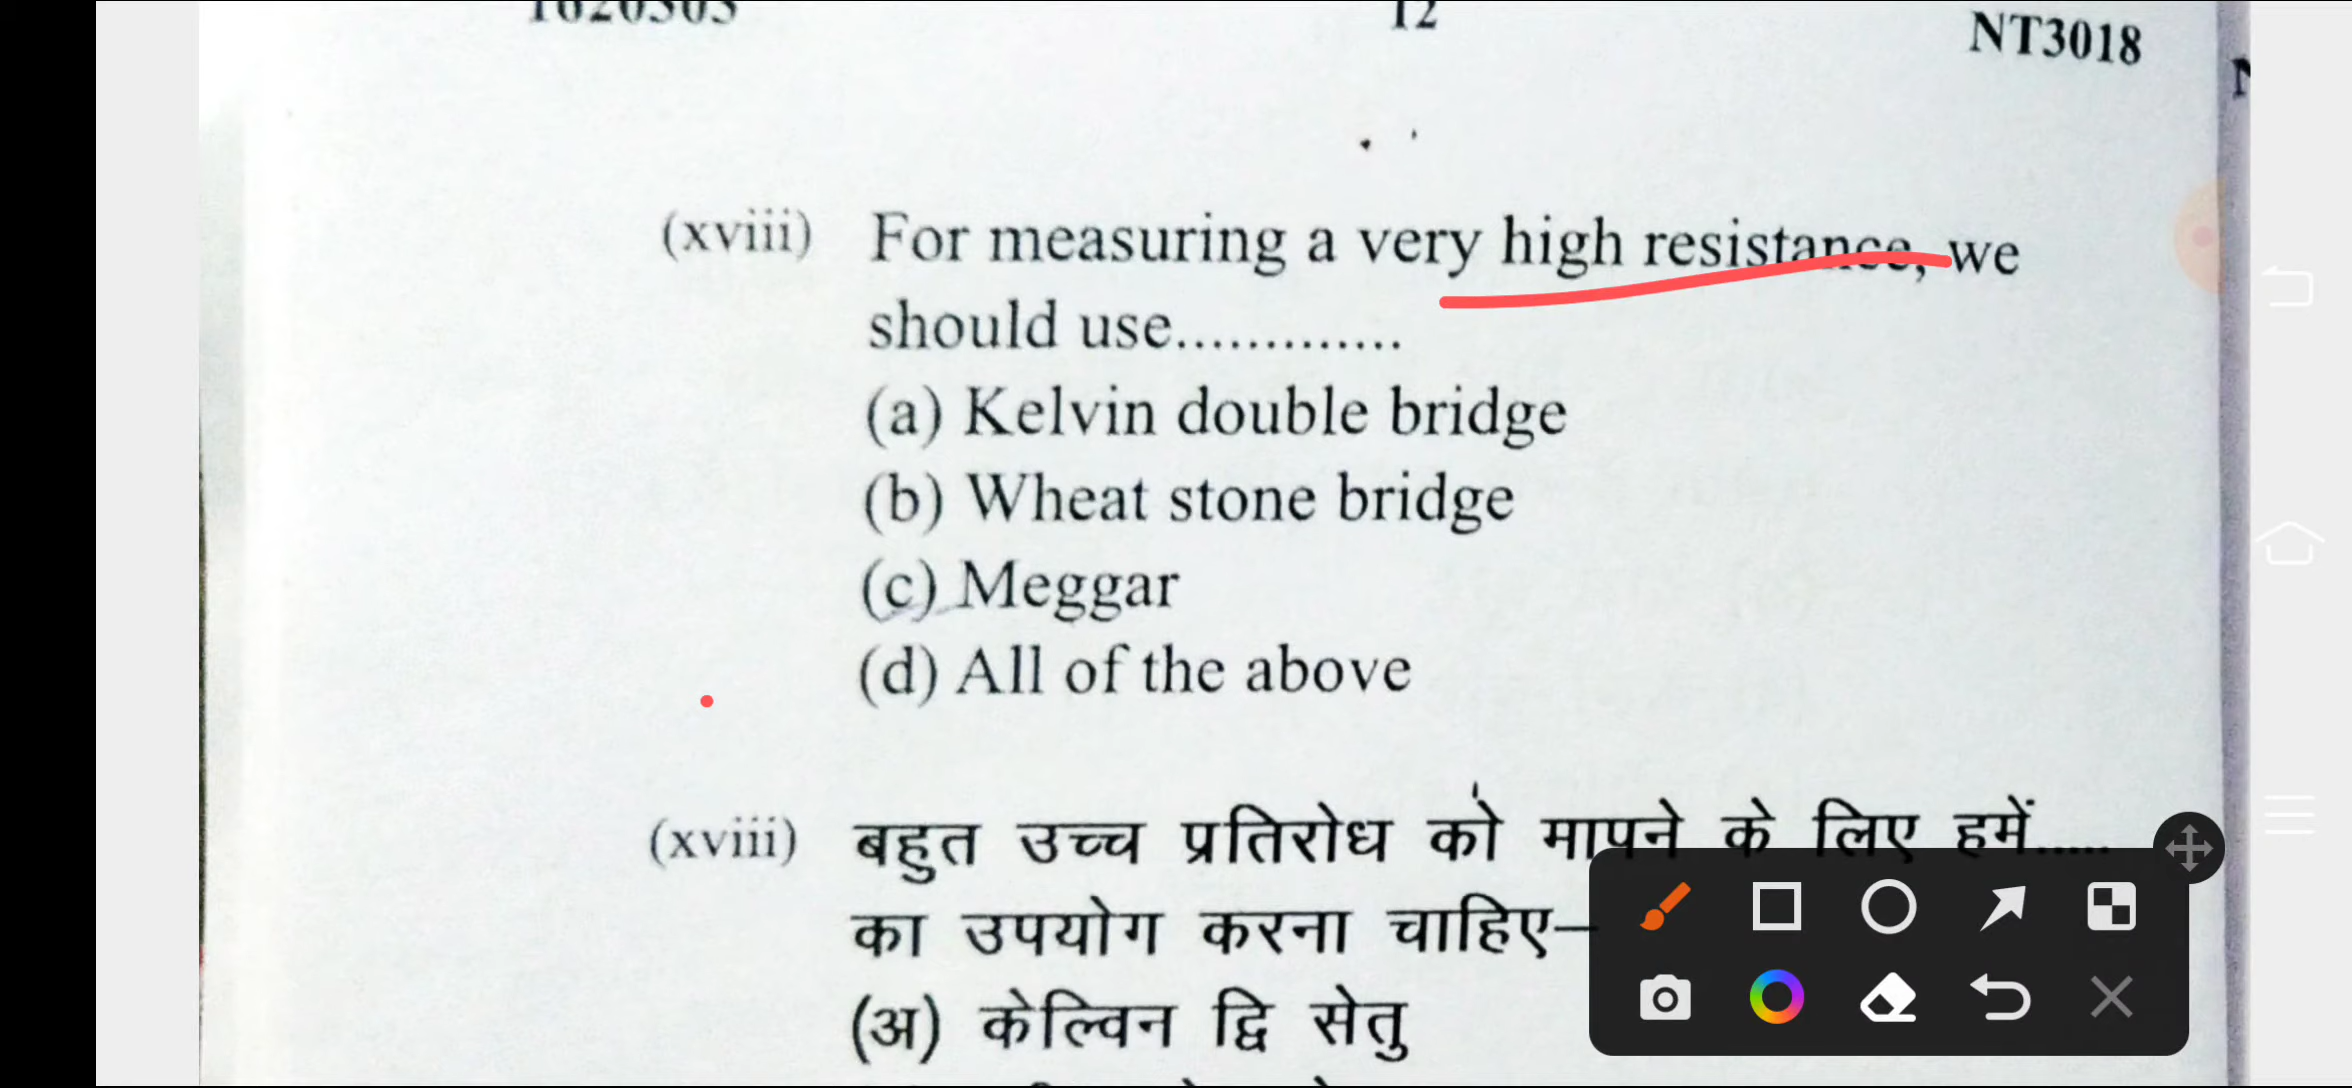 12
NT3018
(xviii) For measuring a very high resistance, we
should use.............
(a) Kelvin double bridge
(b) Wheat stone bridge
(c) Meggar
(d) All of the above
(xviii) बहुत उच्च प्रतिरोध को मापने के लिए हमें.....
का उपयोग करना चाहिए–
(अ) केल्विन द्वि सेतु